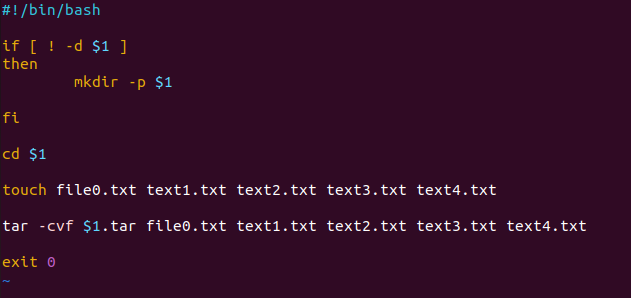 #!/bin/bash
if [ ! -d $1 ]
then
mkdir -p $1
fi
cd $1
touch file0.txt text1.txt text2.txt text3.txt text4.txt
tar -cvf $1.tar file0.txt text1.txt text2.txt text3.txt text4.txt
exit 0
~